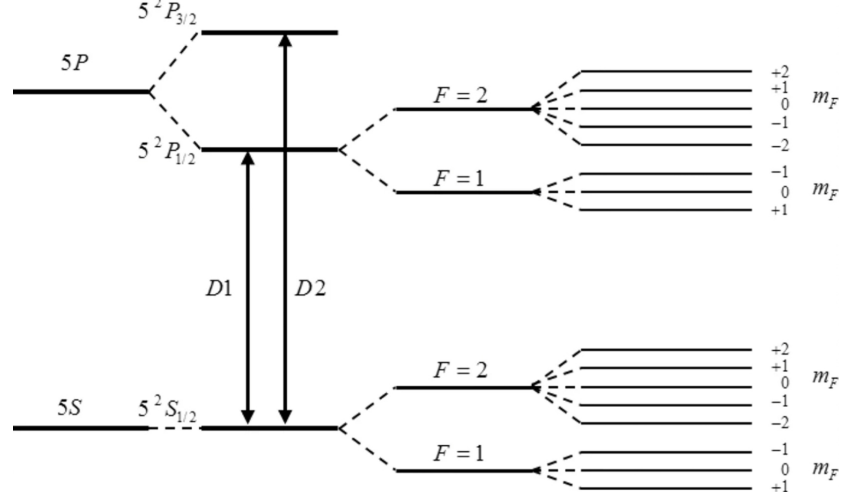 5 ²P₃/₂
5P
5 ²P₁/₂
F = 2
+2
+1
0
−1
−2
m_F
F = 1
−1
0
+1
m_F
D1
D2
5S
5 ²S₁/₂
F = 2
+2
+1
0
−1
−2
m_F
F = 1
−1
0
+1
m_F